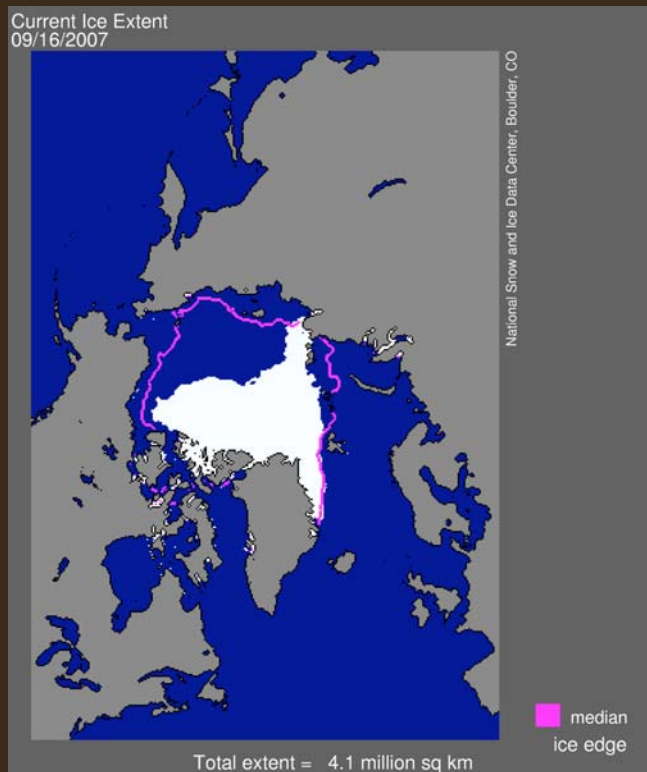 Current Ice Extent
09/16/2007
National Snow and Ice Data Center, Boulder, CO
median
ice edge
Total extent = 4.1 million sq km